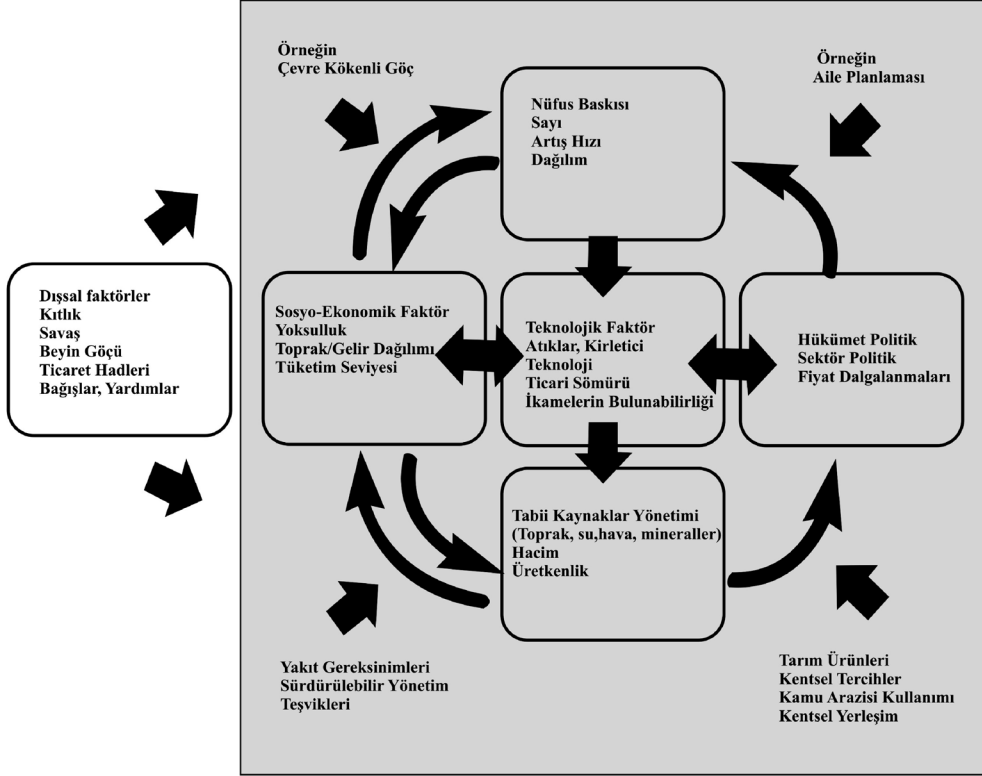 Örneğin
Çevre Kökenli Göç
Örneğin
Aile Planlaması
Nüfus Baskısı
Sayı
Artış Hızı
Dağılım
Dışsal faktörler
Kıtlık
Savaş
Beyin Göçü
Ticaret Hadleri
Bağışlar, Yardımlar
Sosyo-Ekonomik Faktör
Yoksulluk
Toprak/Gelir Dağılımı
Tüketim Seviyesi
Teknolojik Faktör
Atıklar, Kirletici
Teknoloji
Ticari Sömürü
İkamelerin Bulunabilirliği
Hükümet Politik
Sektör Politik
Fiyat Dalgalanmaları
Tabii Kaynaklar Yönetimi
(Toprak, su,hava, mineraller)
Hacim
Üretkenlik
Yakıt Gereksinimleri
Sürdürülebilir Yönetim
Teşvikleri
Tarım Ürünleri
Kentsel Tercihler
Kamu Arazisi Kullanımı
Kentsel Yerleşim